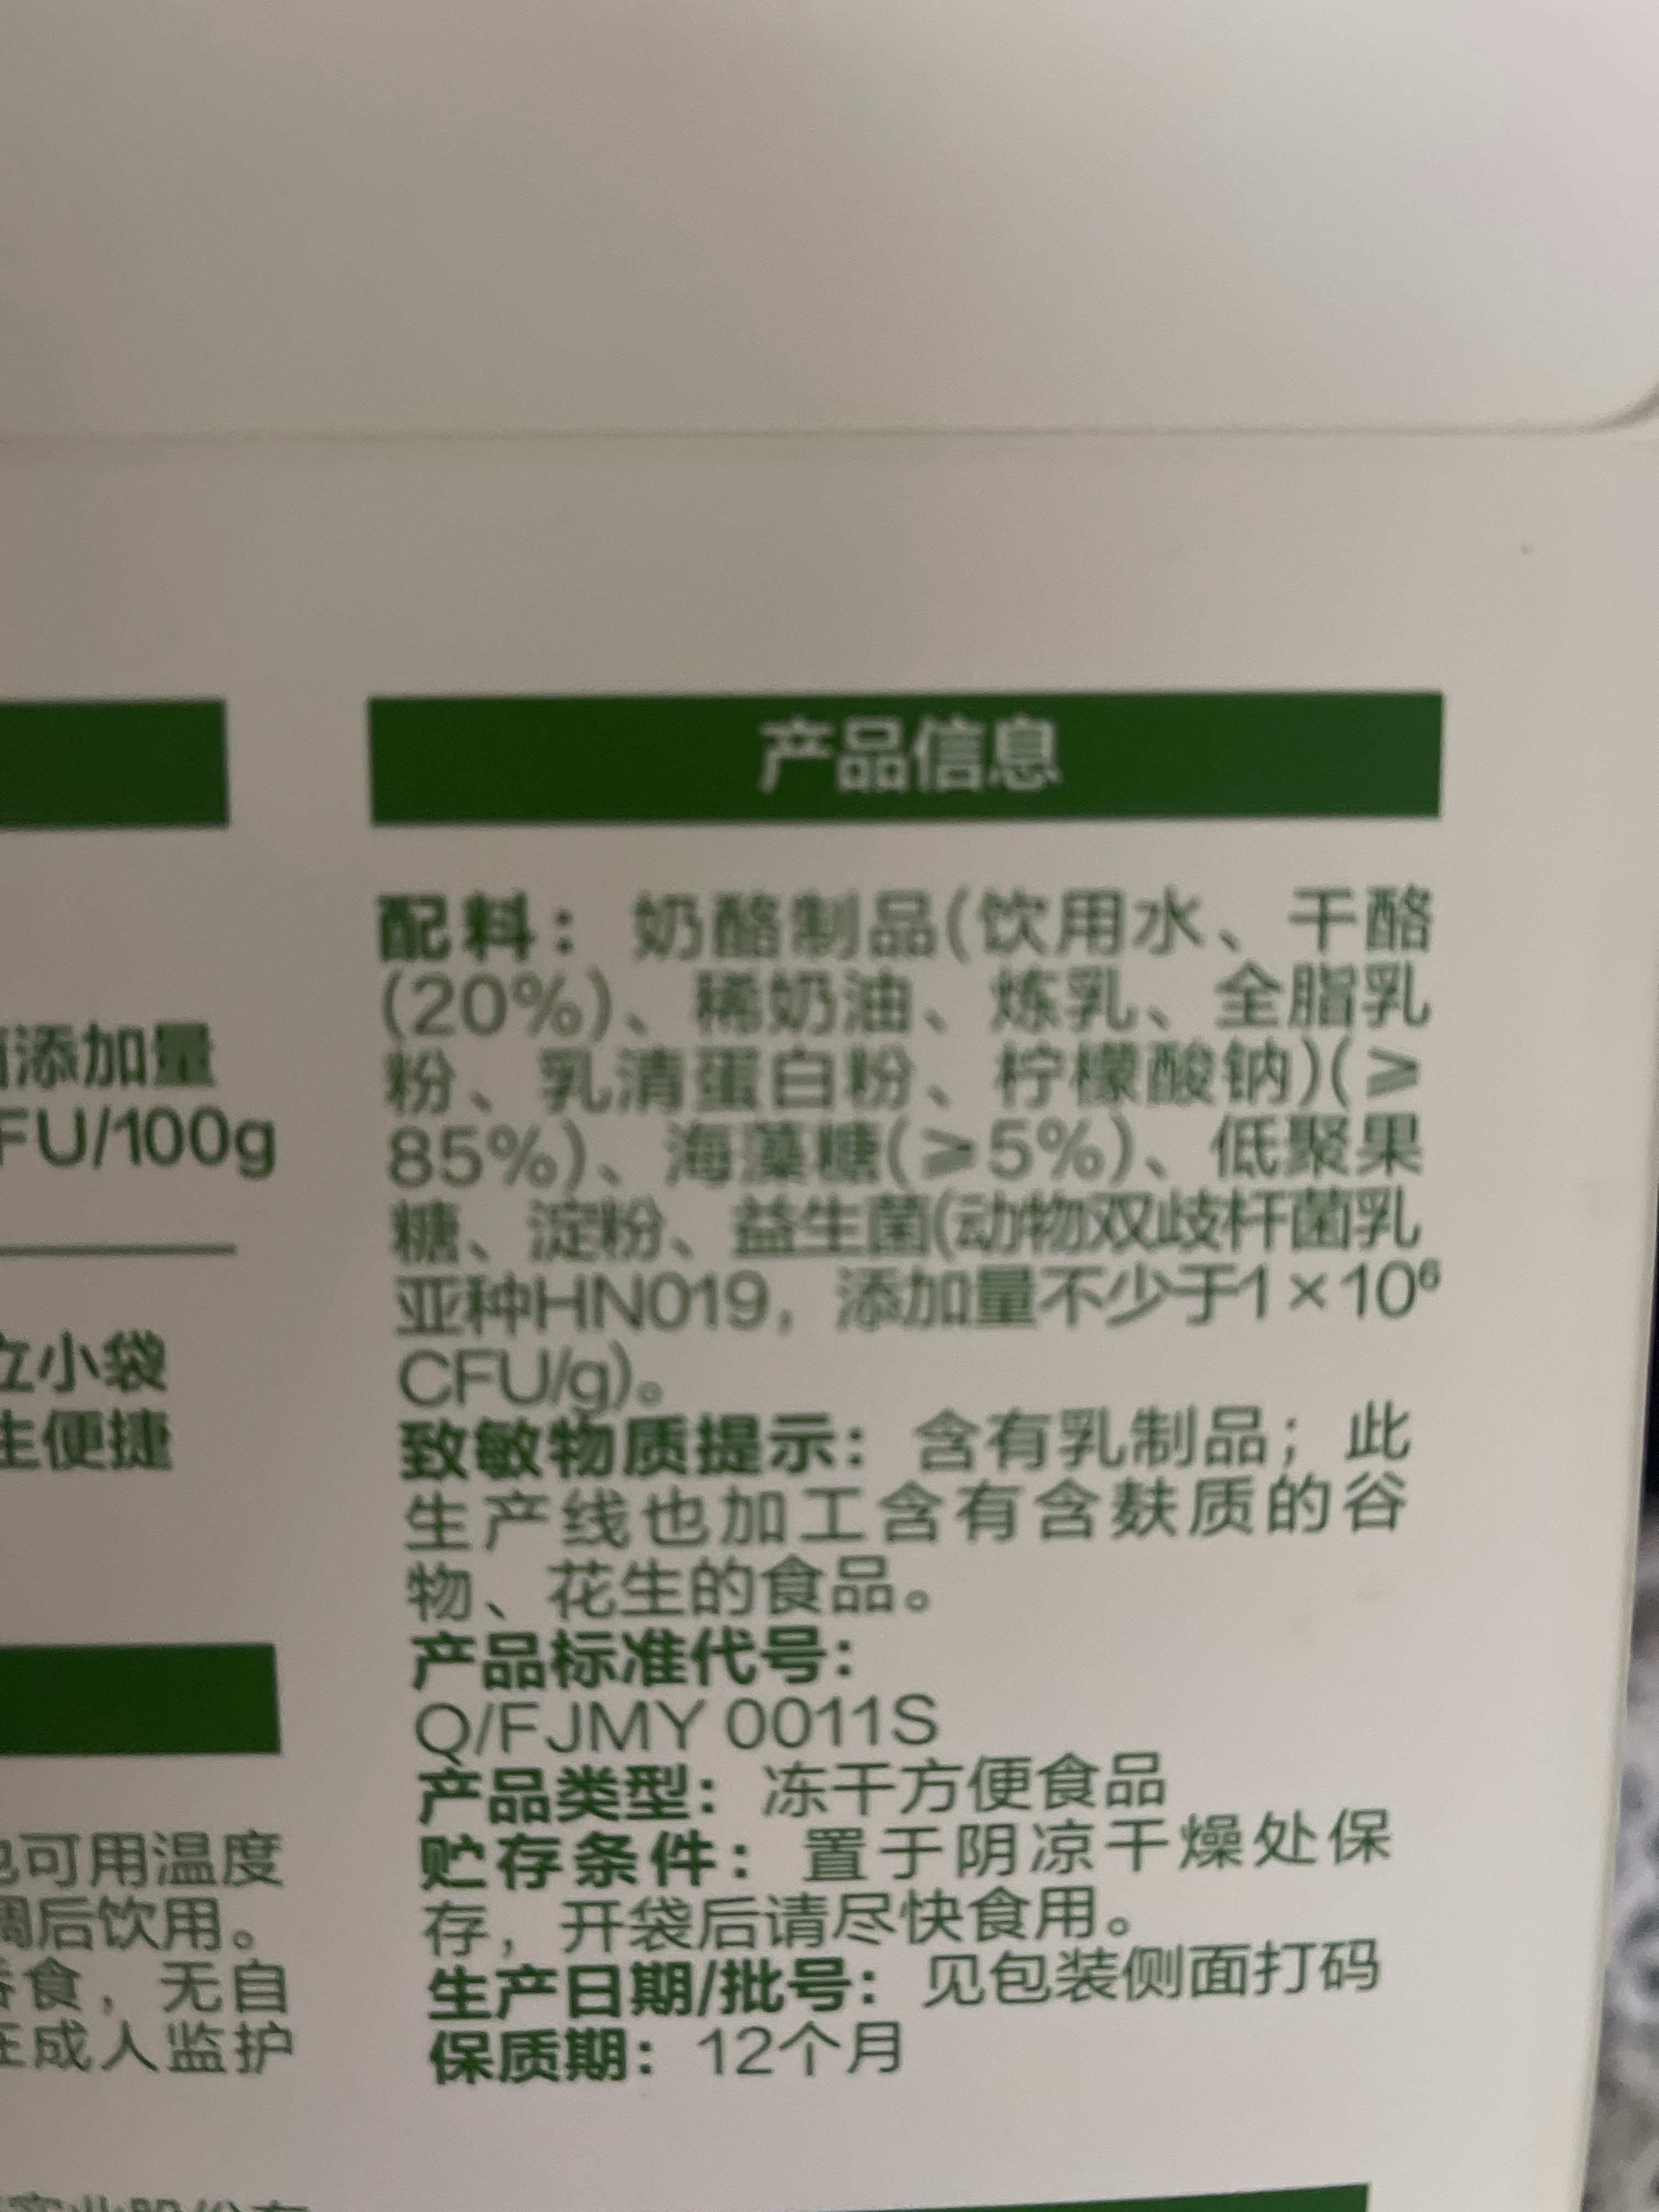 添加量
FU/100g
小袋
生便捷
可用温度
调后饮用。
食，无自
在成人监护
产品信息
配料：奶酪制品(饮用水、干酪
(20%)、稀奶油、炼乳、全脂乳
粉、乳清蛋白粉、柠檬酸钠)(≥
85%)、海藻糖(≥5%)、低聚果
糖、淀粉、益生菌(动物双歧杆菌乳
亚种HN019，添加量不少于1×10⁶
CFU/g)。
致敏物质提示：含有乳制品；此
生产线也加工含有含麸质的谷
物、花生的食品。
产品标准代号：
Q/FJMY 0011S
产品类型：冻干方便食品
贮存条件：置于阴凉干燥处保
存，开袋后请尽快食用。
生产日期/批号：见包装侧面打码
保质期：12个月